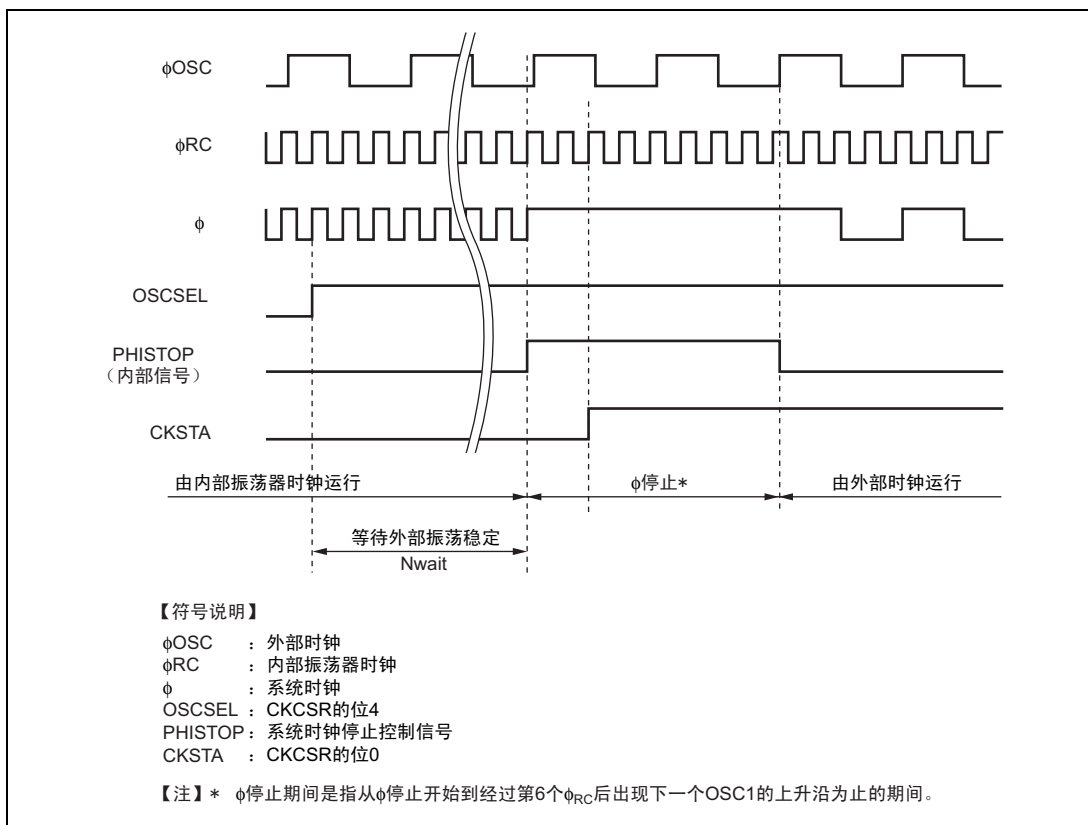 φOSC
φRC
φ
OSCSEL
PHISTOP
（内部信号）
CKSTA
由内部振荡器时钟运行
φ停止*
由外部时钟运行
等待外部振荡稳定
Nwait
【符号说明】
φOSC ：外部时钟
φRC ：内部振荡器时钟
φ ：系统时钟
OSCSEL ：CKCSR的位4
PHISTOP：系统时钟停止控制信号
CKSTA ：CKCSR的位0
【注】* φ停止期间是指从φ停止开始到经过第6个φRC后出现下一个OSC1的上升沿为止的期间。